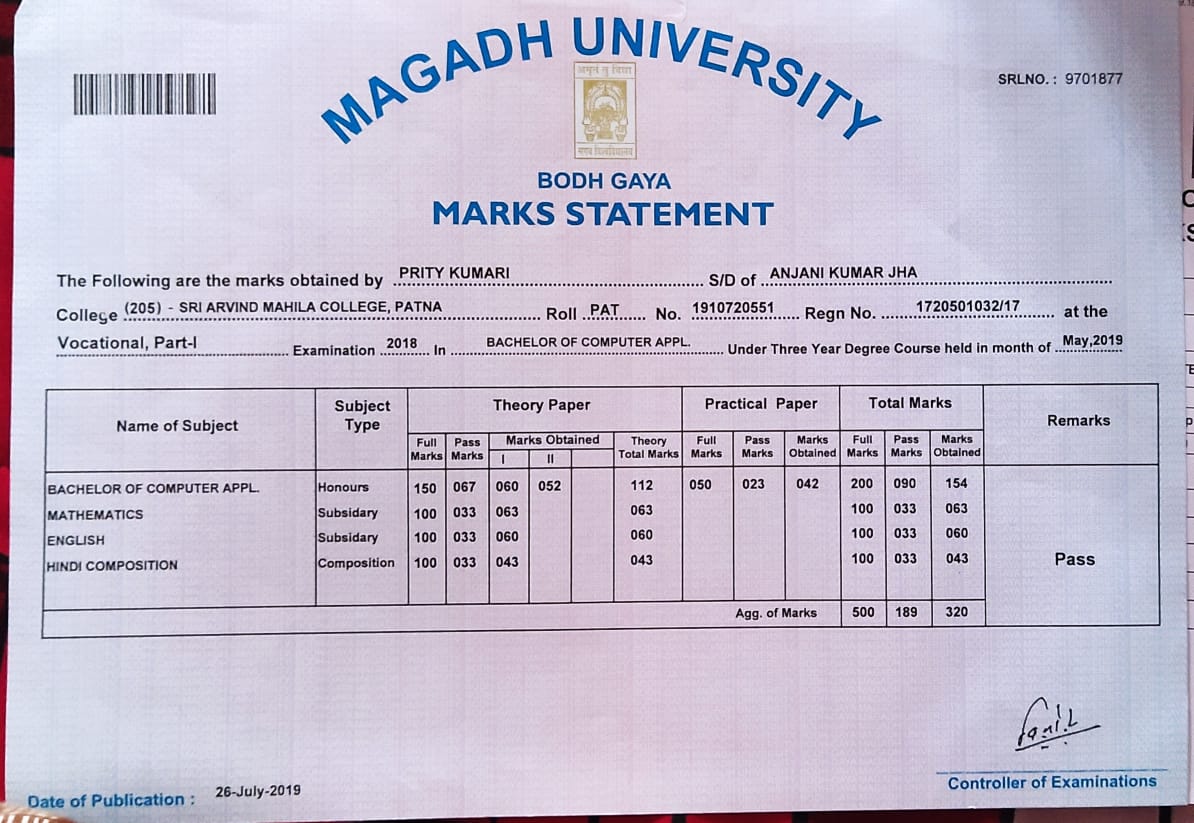 MAGADH UNIVERSITY
SRLNO. : 9701877
अमृतं तु विद्या
मगध विश्वविद्यालय
BODH GAYA
MARKS STATEMENT
The Following are the marks obtained by PRITY KUMARI S/D of ANJANI KUMAR JHA
College (205) - SRI ARVIND MAHILA COLLEGE, PATNA Roll PAT No. 1910720551 Regn No. 1720501032/17 at the
Vocational, Part-I Examination 2018 In BACHELOR OF COMPUTER APPL. Under Three Year Degree Course held in month of May,2019
Name of Subject Subject Type Theory Paper Practical Paper Total Marks Remarks
Full Marks Pass Marks Marks Obtained I II Theory Total Marks Full Marks Pass Marks Marks Obtained Full Marks Pass Marks Marks Obtained
BACHELOR OF COMPUTER APPL. Honours 150 067 060 052 112 050 023 042 200 090 154
MATHEMATICS Subsidary 100 033 063 063 100 033 063
ENGLISH Subsidary 100 033 060 060 100 033 060
HINDI COMPOSITION Composition 100 033 043 043 100 033 043 Pass
Agg. of Marks 500 189 320
Controller of Examinations
Date of Publication : 26-July-2019